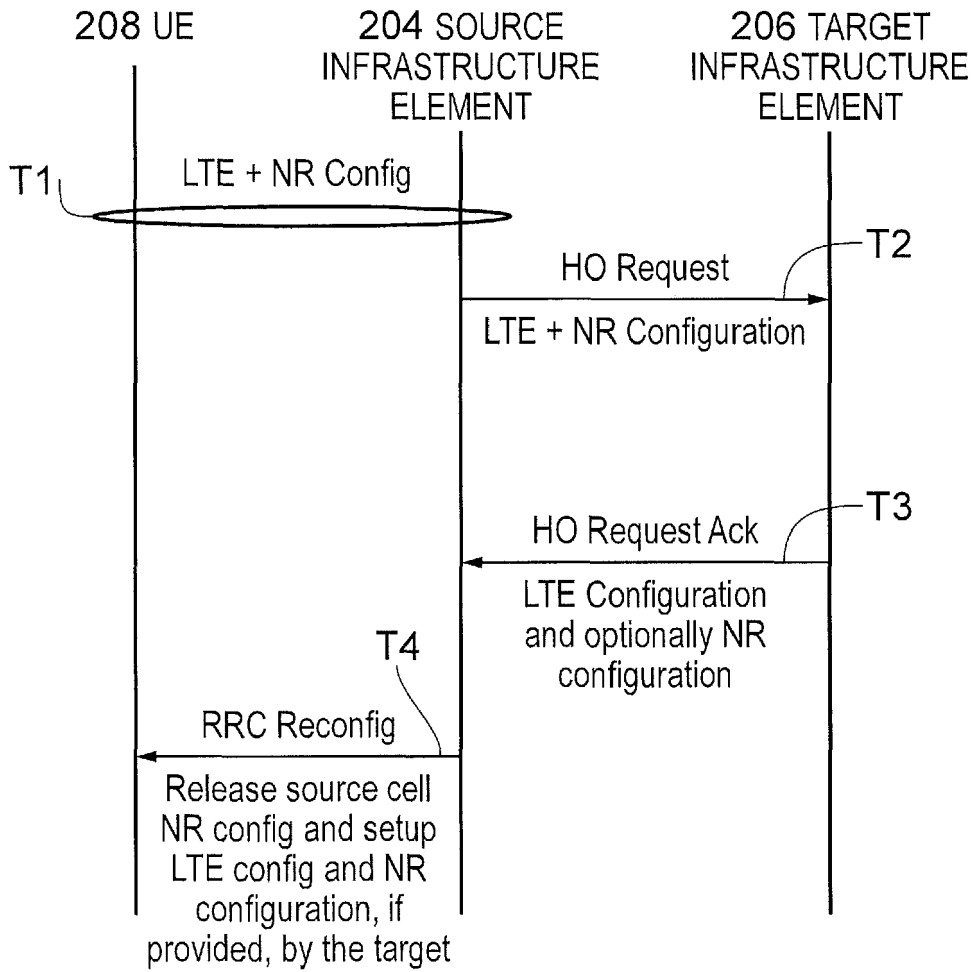 208 UE
204 SOURCE
INFRASTRUCTURE
ELEMENT
206 TARGET
INFRASTRUCTURE
ELEMENT
T1
LTE + NR Config
T2
HO Request
LTE + NR Configuration
T3
HO Request Ack
LTE Configuration
and optionally NR
configuration
T4
RRC Reconfig
Release source cell
NR config and setup
LTE config and NR
configuration, if
provided, by the target